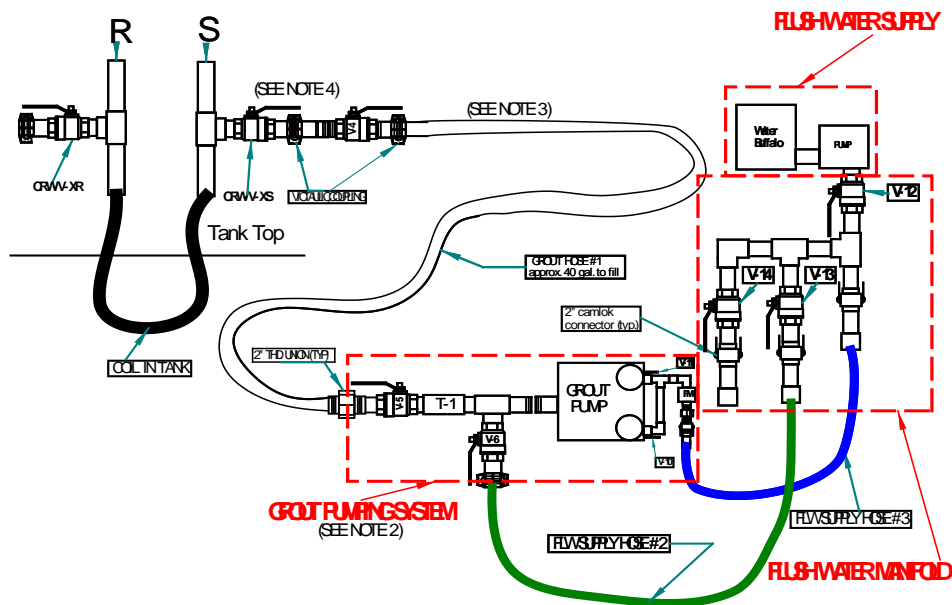 R
S
FLUSH WATER SUPPLY
(SEE NOTE 4)
(SEE NOTE 3)
Water
Buffalo
PUMP
V-4
V-12
CRWV-XR
CRWV-XS
VICTAULIC COUPLING
Tank Top
GROUT HOSE #1
approx. 40 gal. to fill
V-14
V-13
2" camlok
connector (typ.)
COIL IN TANK
2" THD UNION (TYP)
V-5
T-1
GROUT
PUMP
V-6
V-10
GROUT PUMPING SYSTEM
(SEE NOTE 2)
FLW SUPPLY HOSE #3
FLW SUPPLY HOSE #2
FLUSH WATER MANIFOLD